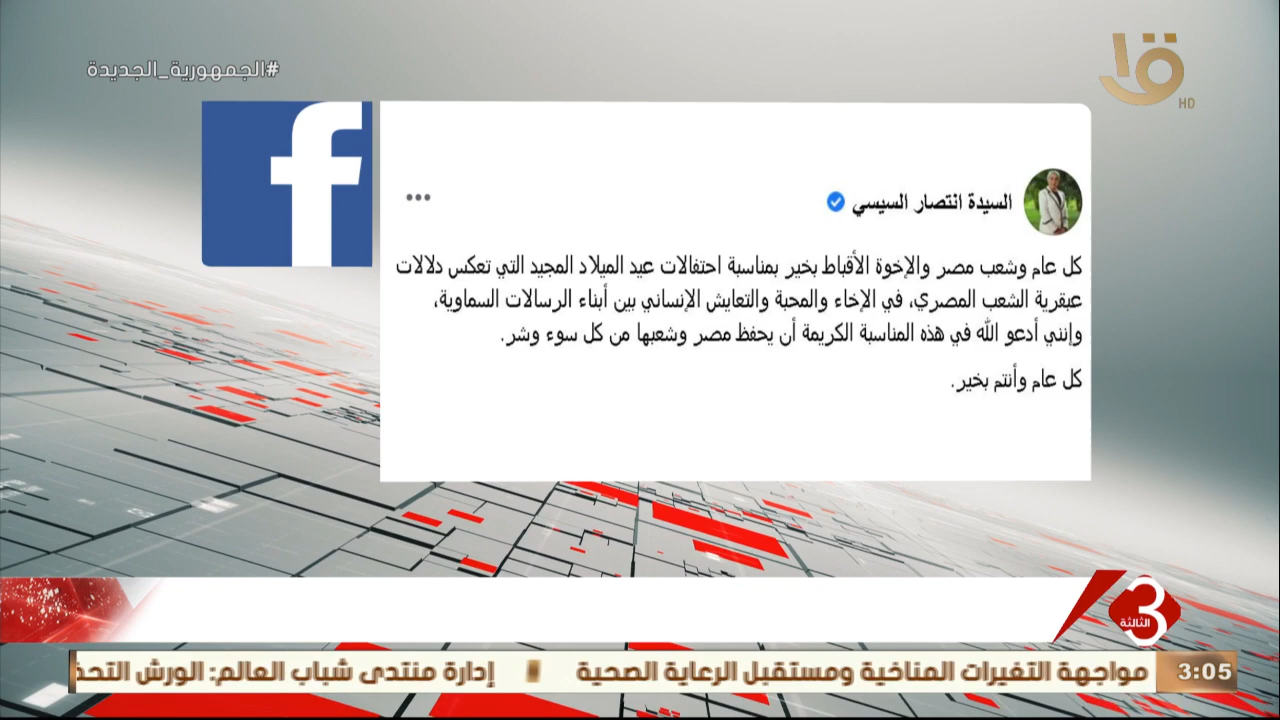 #الجمهورية_الجديدة
HD
السيدة انتصار السيسي
كل عام وشعب مصر والإخوة الأقباط بخير بمناسبة احتفالات عيد الميلاد المجيد التي تعكس دلالات
عبقرية الشعب المصري، في الإخاء والمحبة والتعايش الإنساني بين أبناء الرسالات السماوية،
وإنني أدعو الله في هذه المناسبة الكريمة أن يحفظ مصر وشعبها من كل سوء وشر.
كل عام وأنتم بخير.
3 الثالثة
3:05 مواجهة التغيرات المناخية ومستقبل الرعاية الصحية إدارة منتدى شباب العالم: الورش